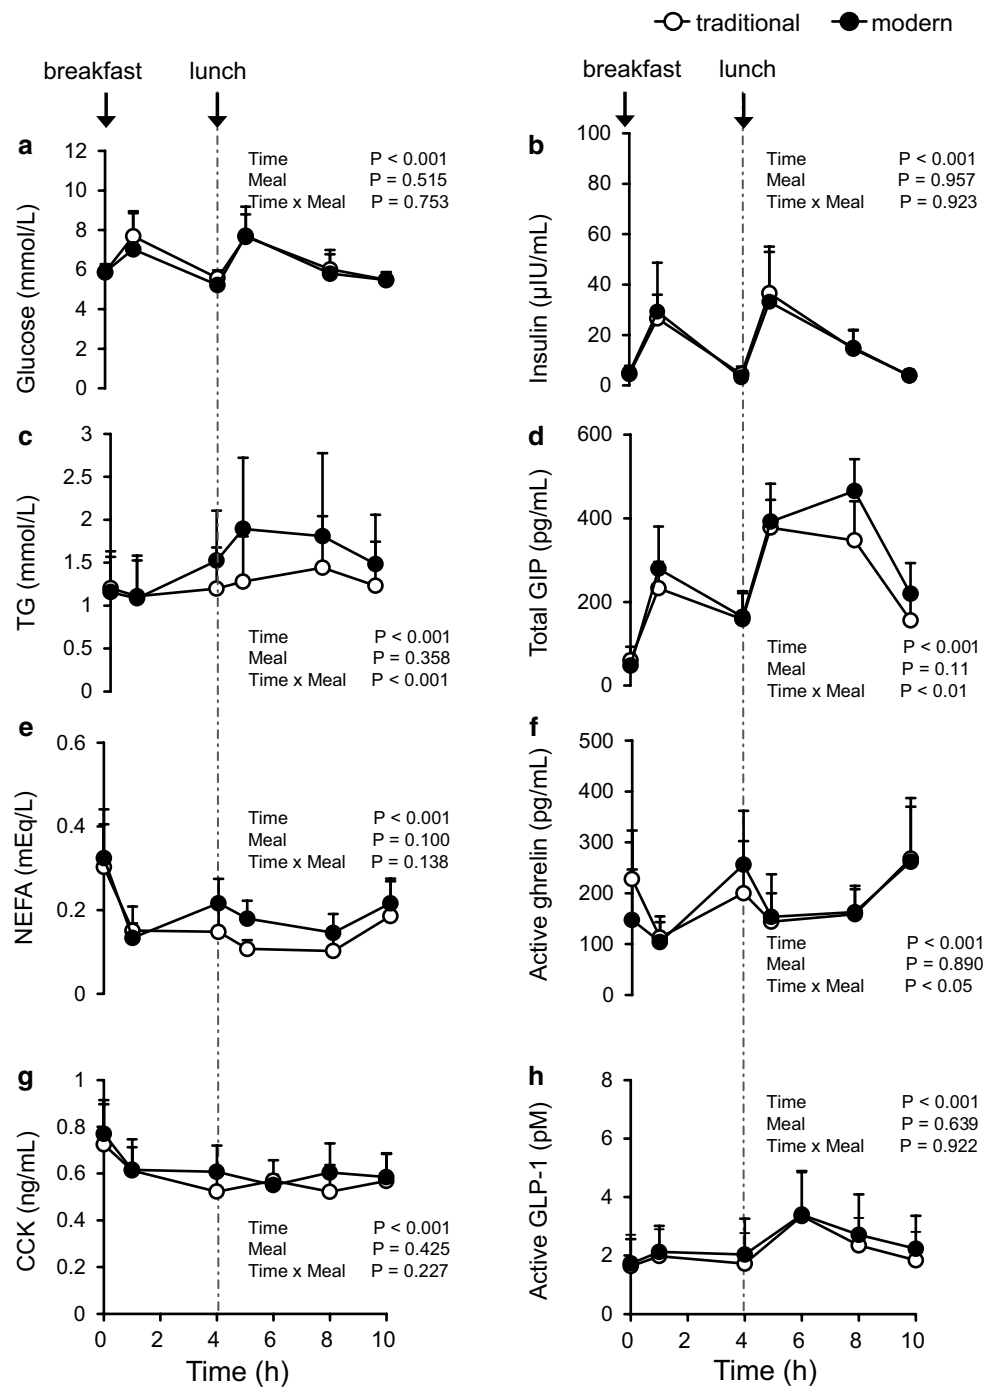 traditional modern
breakfast lunch breakfast lunch
a
12
10
8
6
4
2
0
Glucose (mmol/L)
Time P < 0.001
Meal P = 0.515
Time x Meal P = 0.753
b
100
80
60
40
20
0
Insulin (µIU/mL)
Time P < 0.001
Meal P = 0.957
Time x Meal P = 0.923
c
3
2.5
2
1.5
1
0.5
0
TG (mmol/L)
Time P < 0.001
Meal P = 0.358
Time x Meal P < 0.001
d
600
400
200
0
Total GIP (pg/mL)
Time P < 0.001
Meal P = 0.11
Time x Meal P < 0.01
e
0.6
0.4
0.2
0
NEFA (mEq/L)
Time P < 0.001
Meal P = 0.100
Time x Meal P = 0.138
f
500
400
300
200
100
0
Active ghrelin (pg/mL)
Time P < 0.001
Meal P = 0.890
Time x Meal P < 0.05
g
1
0.8
0.6
0.4
0.2
0
CCK (ng/mL)
Time P < 0.001
Meal P = 0.425
Time x Meal P = 0.227
0 2 4 6 8 10
Time (h)
h
8
6
4
2
0
Active GLP-1 (pM)
Time P < 0.001
Meal P = 0.639
Time x Meal P = 0.922
0 2 4 6 8 10
Time (h)